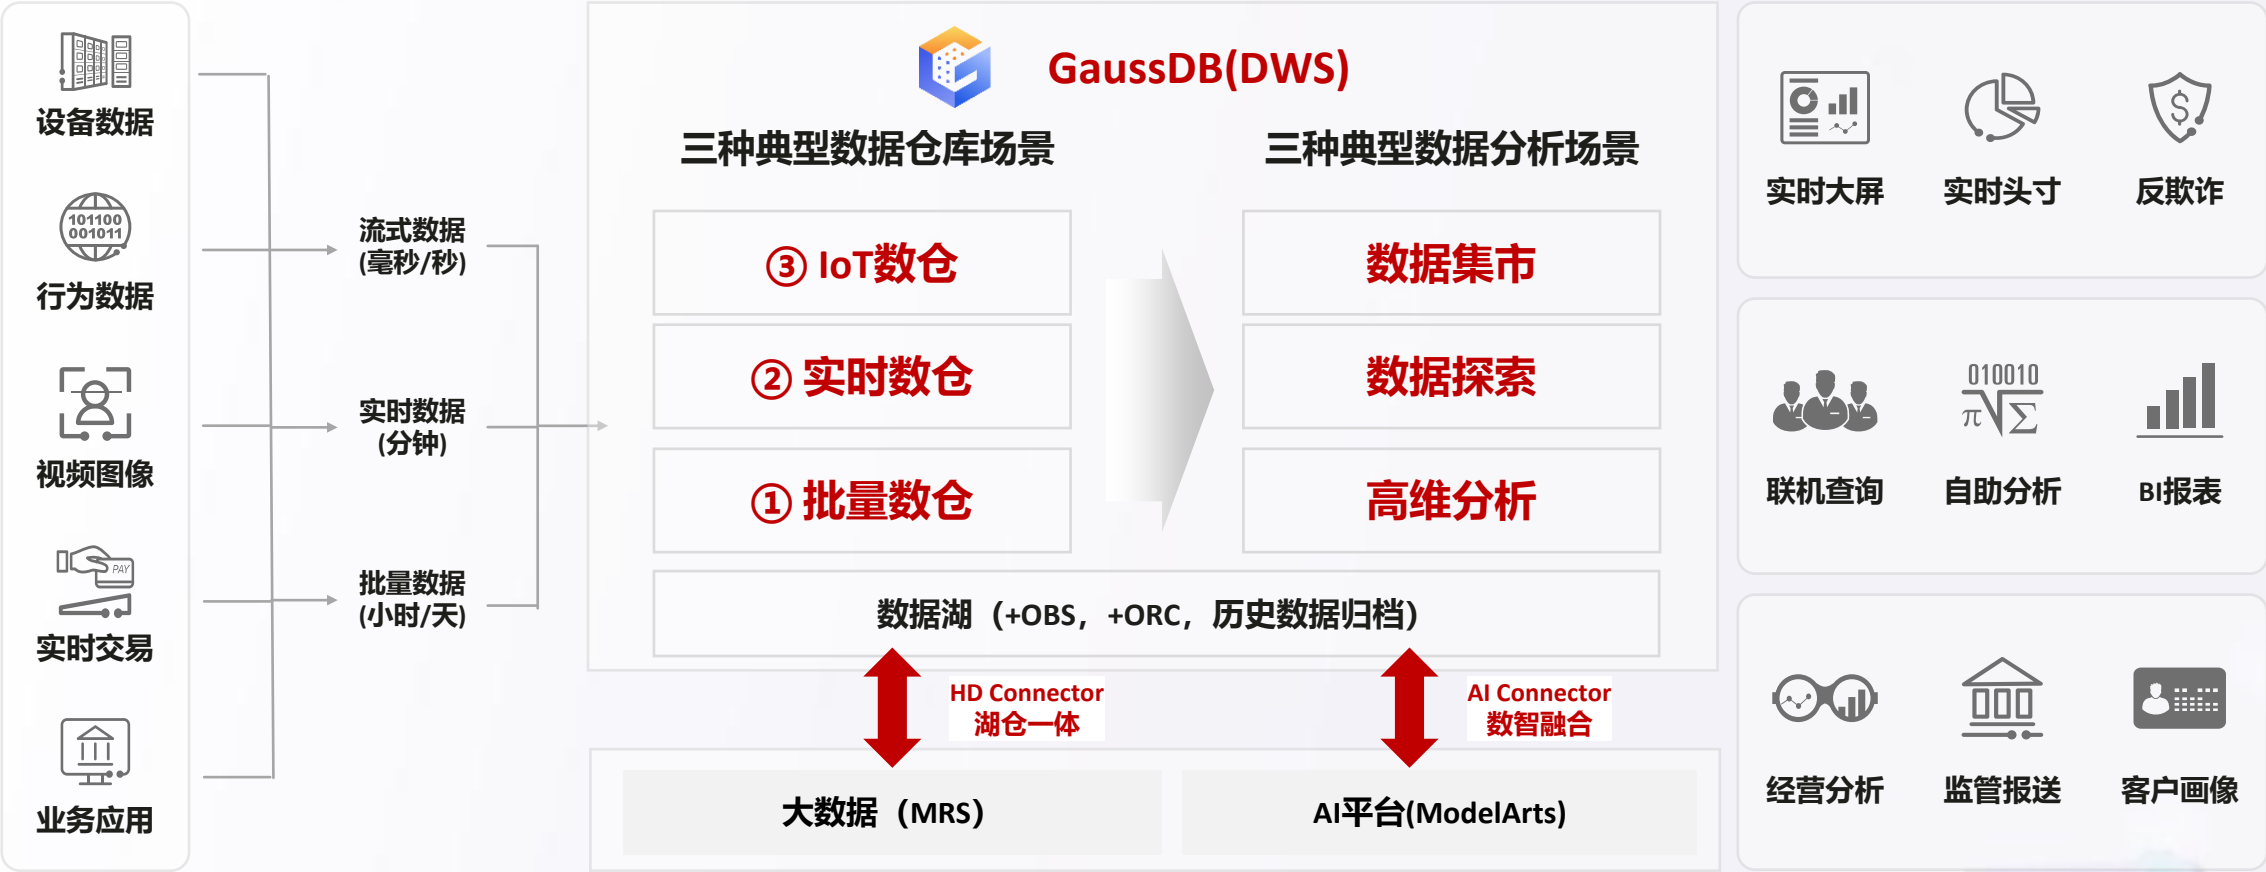 设备数据
101100
001011
行为数据
视频图像
PAY
实时交易
业务应用
流式数据
(毫秒/秒)
实时数据
(分钟)
批量数据
(小时/天)
GaussDB(DWS)
三种典型数据仓库场景
③ IoT数仓
② 实时数仓
① 批量数仓
三种典型数据分析场景
数据集市
数据探索
高维分析
数据湖（+OBS，+ORC，历史数据归档）
HD Connector
湖仓一体
AI Connector
数智融合
大数据（MRS）
AI平台(ModelArts)
$
实时大屏
实时头寸
反欺诈
010010
π√Σ
联机查询
自助分析
BI报表
经营分析
监管报送
客户画像